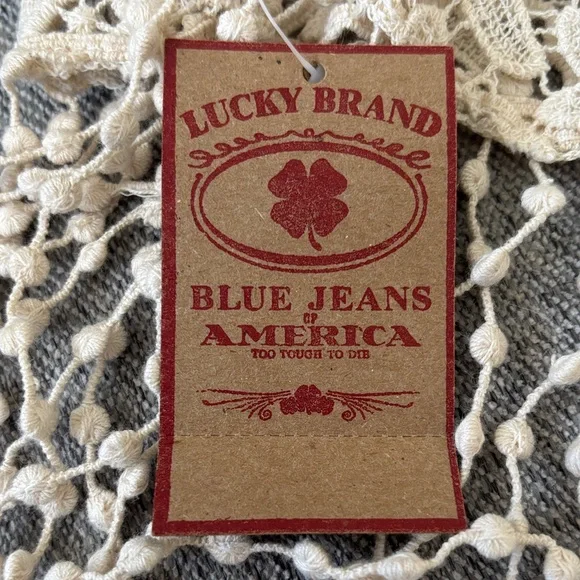 LUCKY BRAND
BLUE JEANS
OF
AMERICA
TOO TOUGH TO DIE